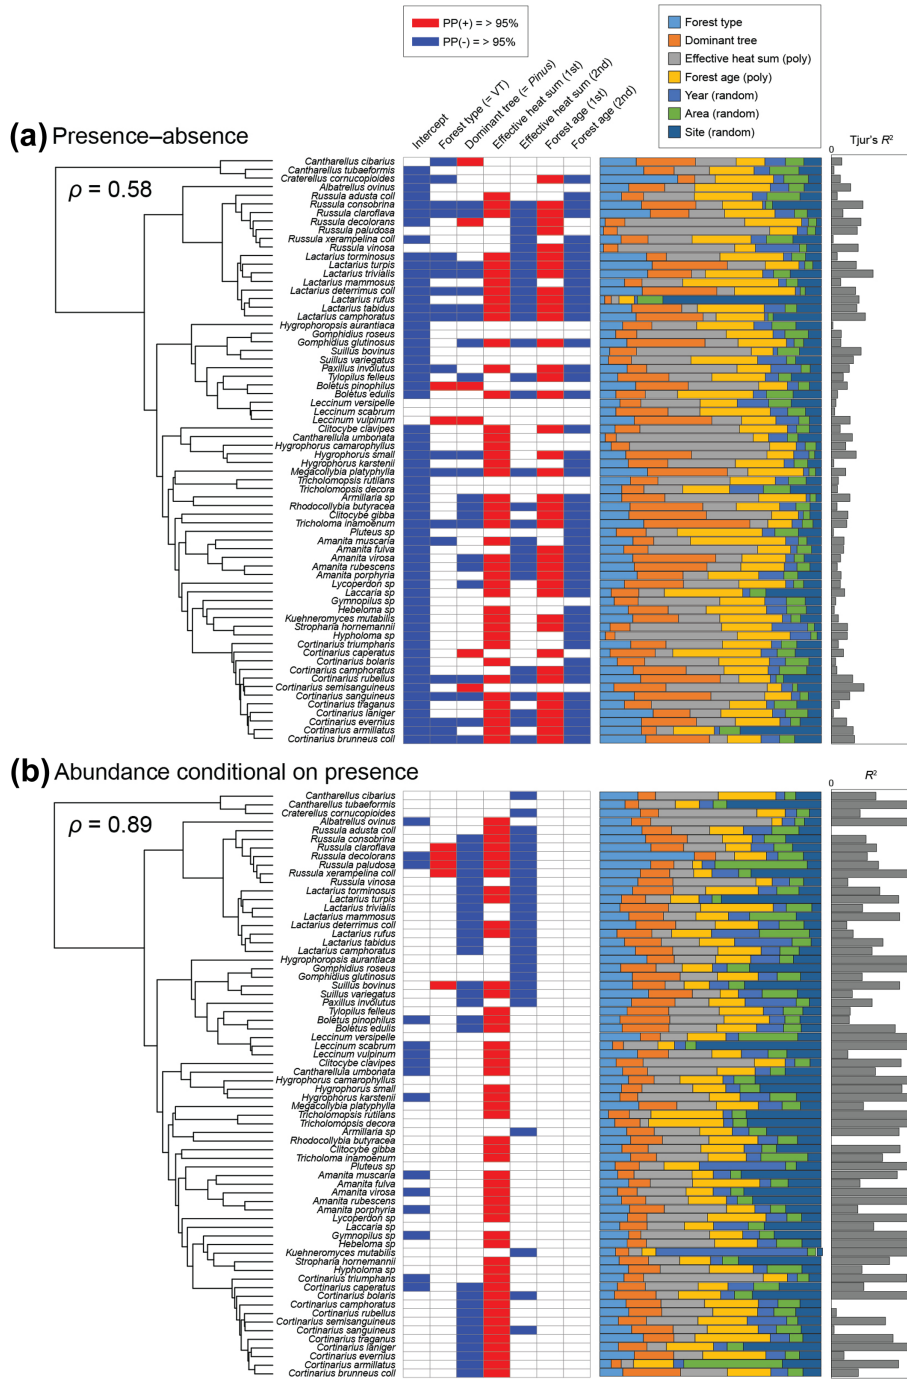 PP(+) = > 95%
PP(-) = > 95%
Forest type
Dominant tree
Effective heat sum (poly)
Forest age (poly)
Year (random)
Area (random)
Site (random)
Intercept
Forest type (= VT)
Dominant tree (= Pinus)
Effective heat sum (1st)
Effective heat sum (2nd)
Forest age (1st)
Forest age (2nd)
(a) Presence–absence
0
Tjur's R²
ρ = 0.58
Cantharellus cibarius
Cantharellus tubaeformis
Craterellus cornucopioides
Albatrellus ovinus
Russula adusta coll
Russula consobrina
Russula claroflava
Russula decolorans
Russula paludosa
Russula xerampelina coll
Russula vinosa
Lactarius torminosus
Lactarius turpis
Lactarius trivialis
Lactarius mammosus
Lactarius deterrimus coll
Lactarius rufus
Lactarius tabidus
Lactarius camphoratus
Hygrophoropsis aurantiaca
Gomphidius roseus
Gomphidius glutinosus
Suillus bovinus
Suillus variegatus
Paxillus involutus
Tylopilus felleus
Boletus pinophilus
Boletus edulis
Leccinum versipelle
Leccinum scabrum
Leccinum vulpinum
Clitocybe clavipes
Cantharellula umbonata
Hygrophorus camarophyllus
Hygrophorus small
Hygrophorus karstenii
Megacollybia platyphylla
Tricholomopsis rutilans
Tricholomopsis decora
Armillaria sp
Rhodocollybia butyracea
Clitocybe gibba
Tricholoma inamoenum
Pluteus sp
Amanita muscaria
Amanita fulva
Amanita virosa
Amanita rubescens
Amanita porphyria
Lycoperdon sp
Laccaria sp
Gymnopilus sp
Hebeloma sp
Kuehneromyces mutabilis
Stropharia hornemannii
Hypholoma sp
Cortinarius triumphans
Cortinarius caperatus
Cortinarius bolaris
Cortinarius camphoratus
Cortinarius rubellus
Cortinarius semisanguineus
Cortinarius sanguineus
Cortinarius traganus
Cortinarius laniger
Cortinarius evernius
Cortinarius armillatus
Cortinarius brunneus coll
(b) Abundance conditional on presence
0
R²
ρ = 0.89
Cantharellus cibarius
Cantharellus tubaeformis
Craterellus cornucopioides
Albatrellus ovinus
Russula adusta coll
Russula consobrina
Russula claroflava
Russula decolorans
Russula paludosa
Russula xerampelina coll
Russula vinosa
Lactarius torminosus
Lactarius turpis
Lactarius trivialis
Lactarius mammosus
Lactarius deterrimus coll
Lactarius rufus
Lactarius tabidus
Lactarius camphoratus
Hygrophoropsis aurantiaca
Gomphidius roseus
Gomphidius glutinosus
Suillus bovinus
Suillus variegatus
Paxillus involutus
Tylopilus felleus
Boletus pinophilus
Boletus edulis
Leccinum versipelle
Leccinum scabrum
Leccinum vulpinum
Clitocybe clavipes
Cantharellula umbonata
Hygrophorus camarophyllus
Hygrophorus small
Hygrophorus karstenii
Megacollybia platyphylla
Tricholomopsis rutilans
Tricholomopsis decora
Armillaria sp
Rhodocollybia butyracea
Clitocybe gibba
Tricholoma inamoenum
Pluteus sp
Amanita muscaria
Amanita fulva
Amanita virosa
Amanita rubescens
Amanita porphyria
Lycoperdon sp
Laccaria sp
Gymnopilus sp
Hebeloma sp
Kuehneromyces mutabilis
Stropharia hornemannii
Hypholoma sp
Cortinarius triumphans
Cortinarius caperatus
Cortinarius bolaris
Cortinarius camphoratus
Cortinarius rubellus
Cortinarius semisanguineus
Cortinarius sanguineus
Cortinarius traganus
Cortinarius laniger
Cortinarius evernius
Cortinarius armillatus
Cortinarius brunneus coll